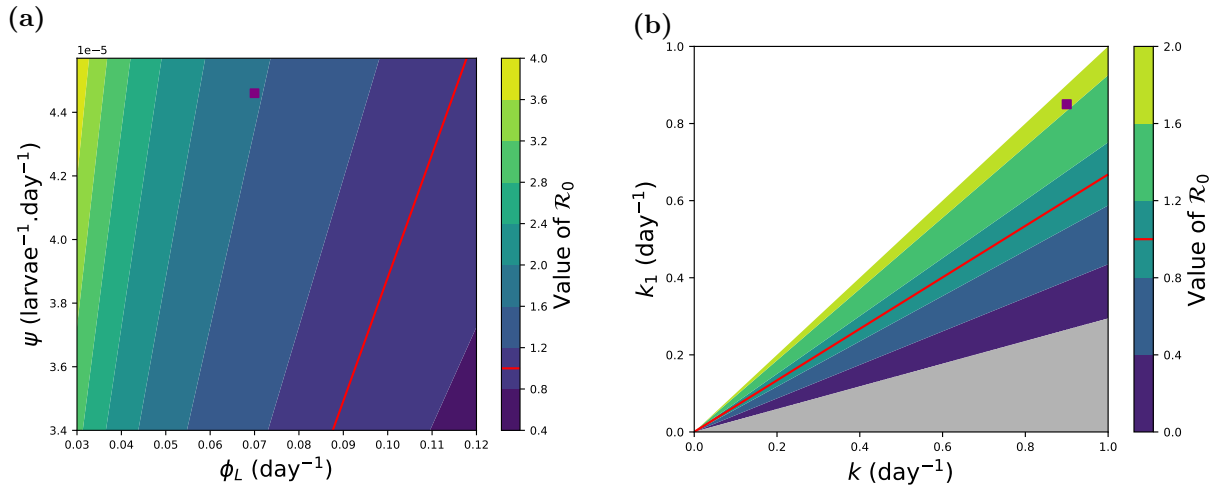 (a)
1e−5
4.4
4.2
4.0
3.8
3.6
3.4
ψ (larvae⁻¹.day⁻¹)
0.03 0.04 0.05 0.06 0.07 0.08 0.09 0.10 0.11 0.12
ϕ_L (day⁻¹)
4.0
3.6
3.2
2.8
2.4
2.0
1.6
1.2
0.8
0.4
Value of ℛ₀
(b)
1.0
0.8
0.6
0.4
0.2
0.0
k₁ (day⁻¹)
0.0 0.2 0.4 0.6 0.8 1.0
k (day⁻¹)
2.0
1.6
1.2
0.8
0.4
0.0
Value of ℛ₀